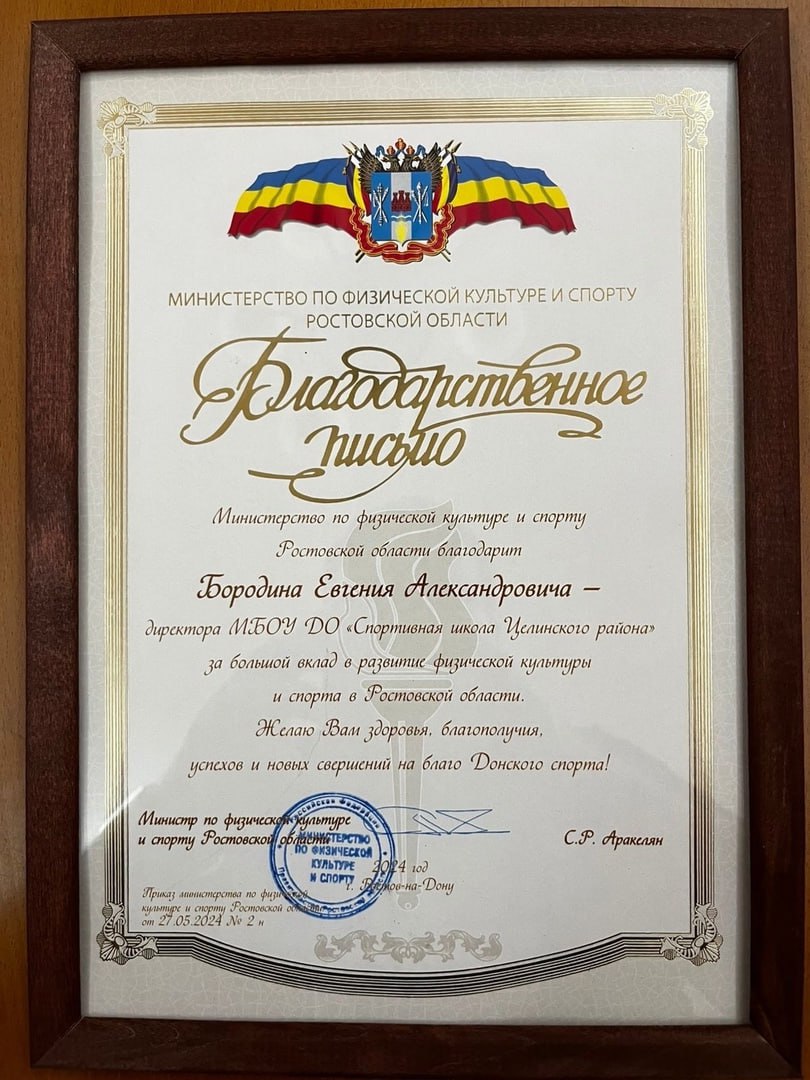 МИНИСТЕРСТВО ПО ФИЗИЧЕСКОЙ КУЛЬТУРЕ И СПОРТУ
РОСТОВСКОЙ ОБЛАСТИ
Благодарственное
письмо
Министерство по физической культуре и спорту
Ростовской области благодарит
Бородина Евгения Александровича –
директора МБОУ ДО «Спортивная школа Целинского района»
за большой вклад в развитие физической культуры
и спорта в Ростовской области.
Желаю Вам здоровья, благополучия,
успехов и новых свершений на благо Донского спорта!
Министр по физической культуре
и спорту Ростовской области
С.Р. Аракелян
Российская Федерация
МИНИСТЕРСТВО
ПО ФИЗИЧЕСКОЙ
КУЛЬТУРЕ
И СПОРТУ
2024 год
г. Ростов-на-Дону
Приказ министерства по физической
культуре и спорту Ростовской области
от 27.05.2024 № 2 н